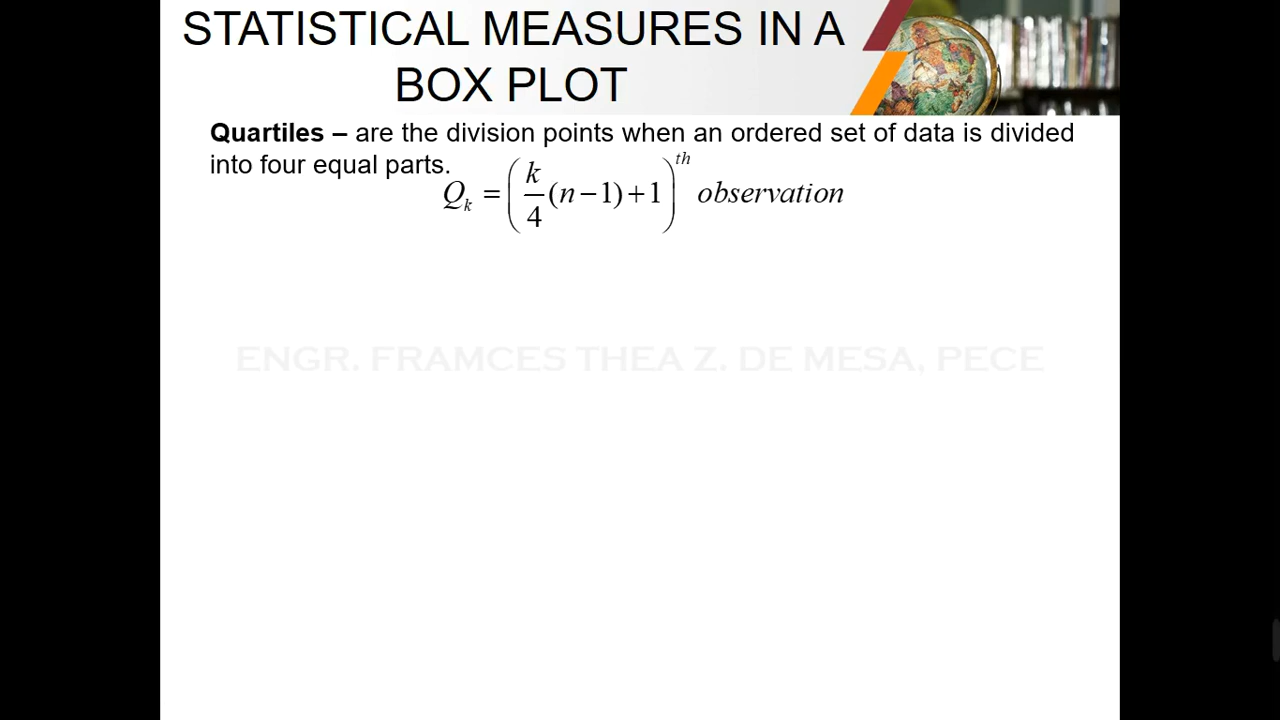 STATISTICAL MEASURES IN A
BOX PLOT
Quartiles – are the division points when an ordered set of data is divided
into four equal parts.
Q_k = (k/4 (n − 1) + 1)^th observation
ENGR. FRAMCES THEA Z. DE MESA, PECE